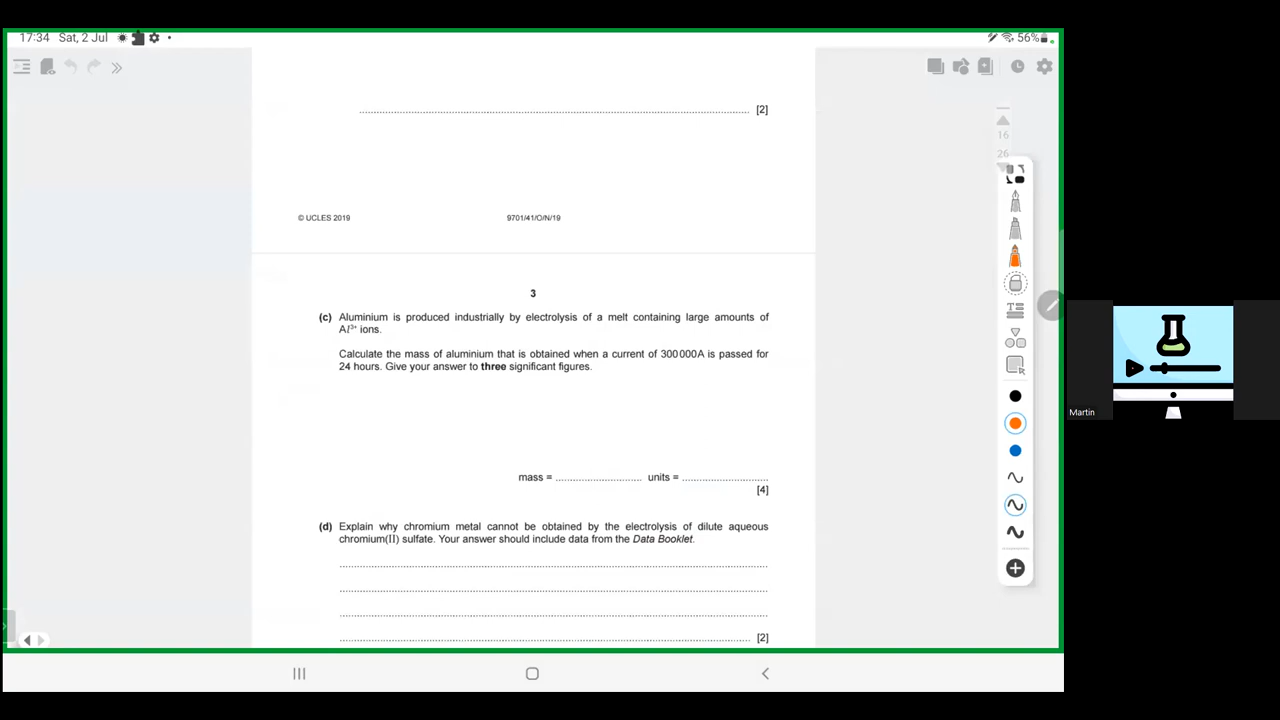 17:34 Sat, 2 Jul
56%
16
26
[2]
© UCLES 2019 9701/41/O/N/19
3
(c) Aluminium is produced industrially by electrolysis of a melt containing large amounts of
Al³⁺ ions.
Calculate the mass of aluminium that is obtained when a current of 300 000A is passed for
24 hours. Give your answer to three significant figures.
mass = .............................. units = ..............................
[4]
(d) Explain why chromium metal cannot be obtained by the electrolysis of dilute aqueous
chromium(II) sulfate. Your answer should include data from the Data Booklet.
[2]
Martin